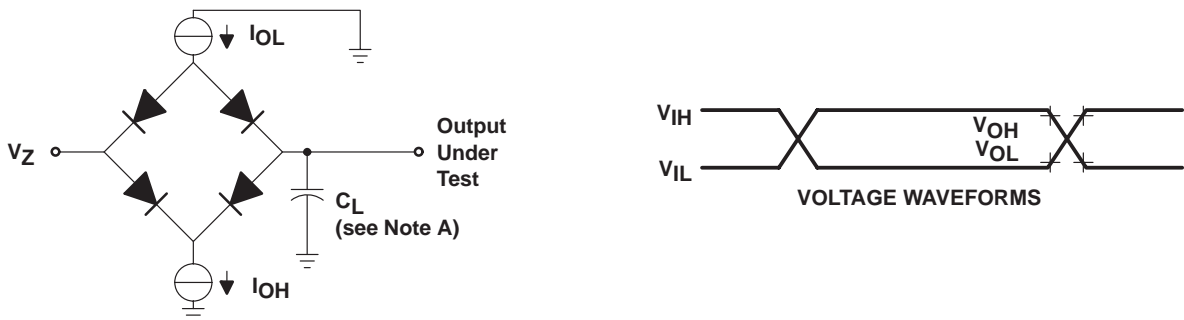 IOL
VZ
Output
Under
Test
CL
(see Note A)
IOH
VIH
VIL
VOH
VOL
VOLTAGE WAVEFORMS